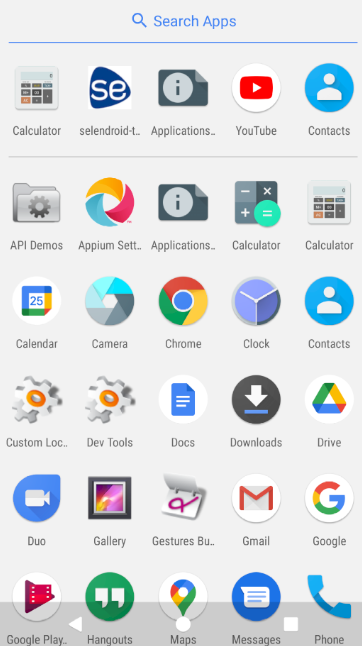 Search Apps
Calculator selendroid-t.. Applications.. YouTube Contacts
API Demos Appium Sett.. Applications.. Calculator Calculator
25
Calendar Camera Chrome Clock Contacts
Custom Loc.. Dev Tools Docs Downloads Drive
Duo Gallery Gestures Bu.. Gmail Google
Google Play.. Hangouts Maps Messages Phone